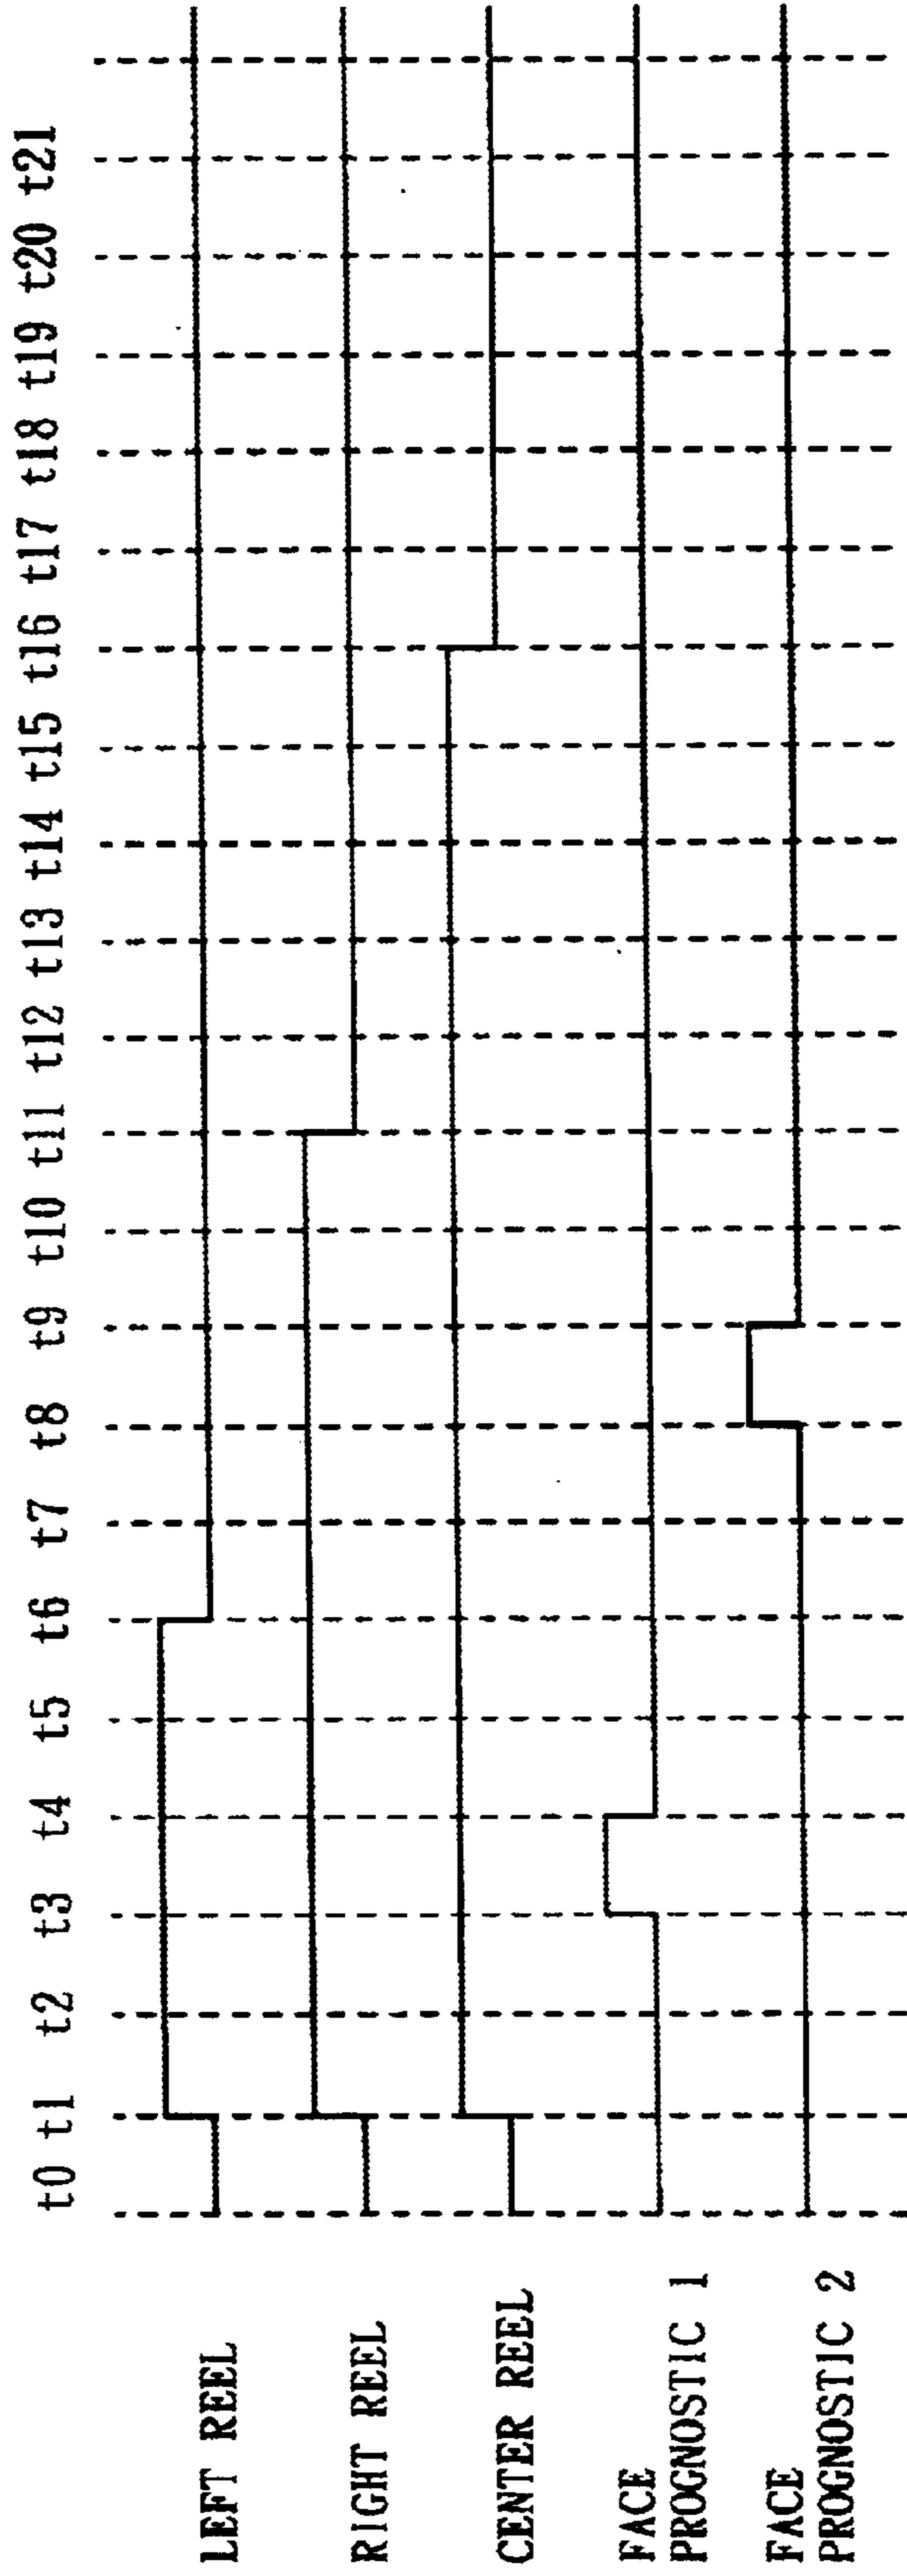 t0 t1 t2 t3 t4 t5 t6 t7 t8 t9 t10 t11 t12 t13 t14 t15 t16 t17 t18 t19 t20 t21
LEFT REEL
RIGHT REEL
CENTER REEL
FACE
PROGNOSTIC 1
FACE
PROGNOSTIC 2